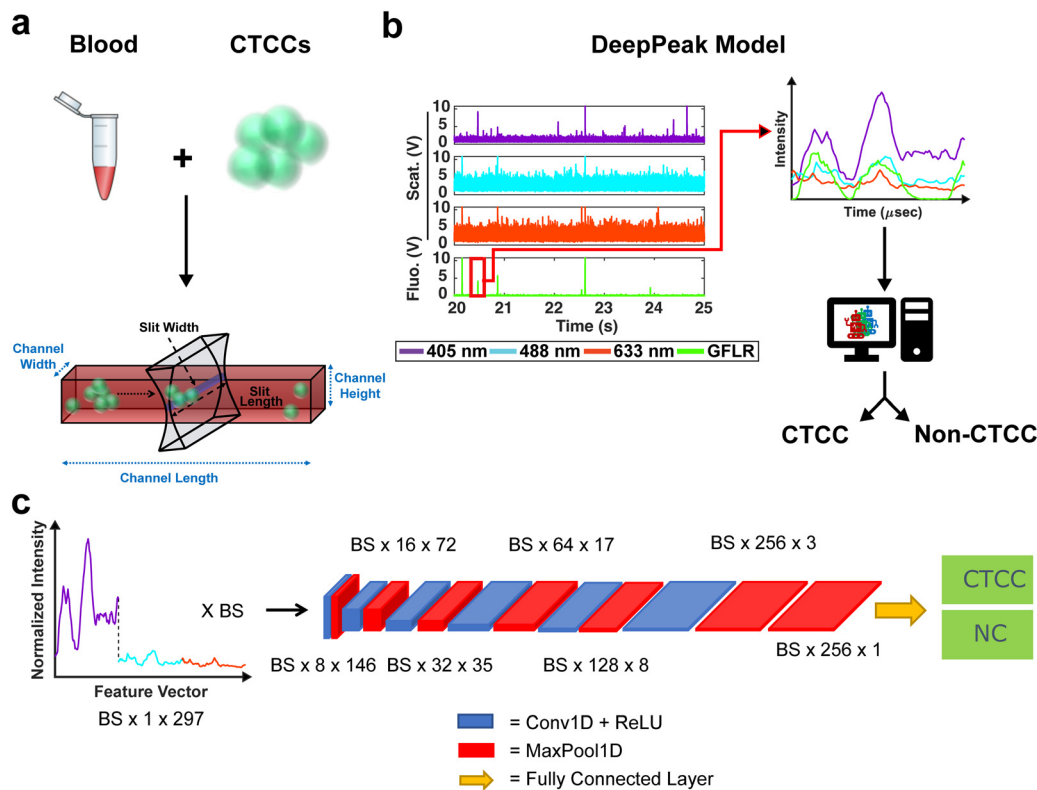 a
Blood
CTCCs
+
Slit Width
Channel
Width
Slit
Length
Channel
Height
Channel Length
b
DeepPeak Model
Scat. (V)
Fluo. (V)
10
5
0
10
5
0
10
5
0
10
5
0
20 21 22 23 24 25
Time (s)
405 nm 488 nm 633 nm GFLR
Intensity
Time (μsec)
CTCC
Non-CTCC
c
Normalized Intensity
Feature Vector
BS x 1 x 297
X BS
BS x 16 x 72
BS x 64 x 17
BS x 256 x 3
BS x 8 x 146
BS x 32 x 35
BS x 128 x 8
BS x 256 x 1
CTCC
NC
= Conv1D + ReLU
= MaxPool1D
= Fully Connected Layer